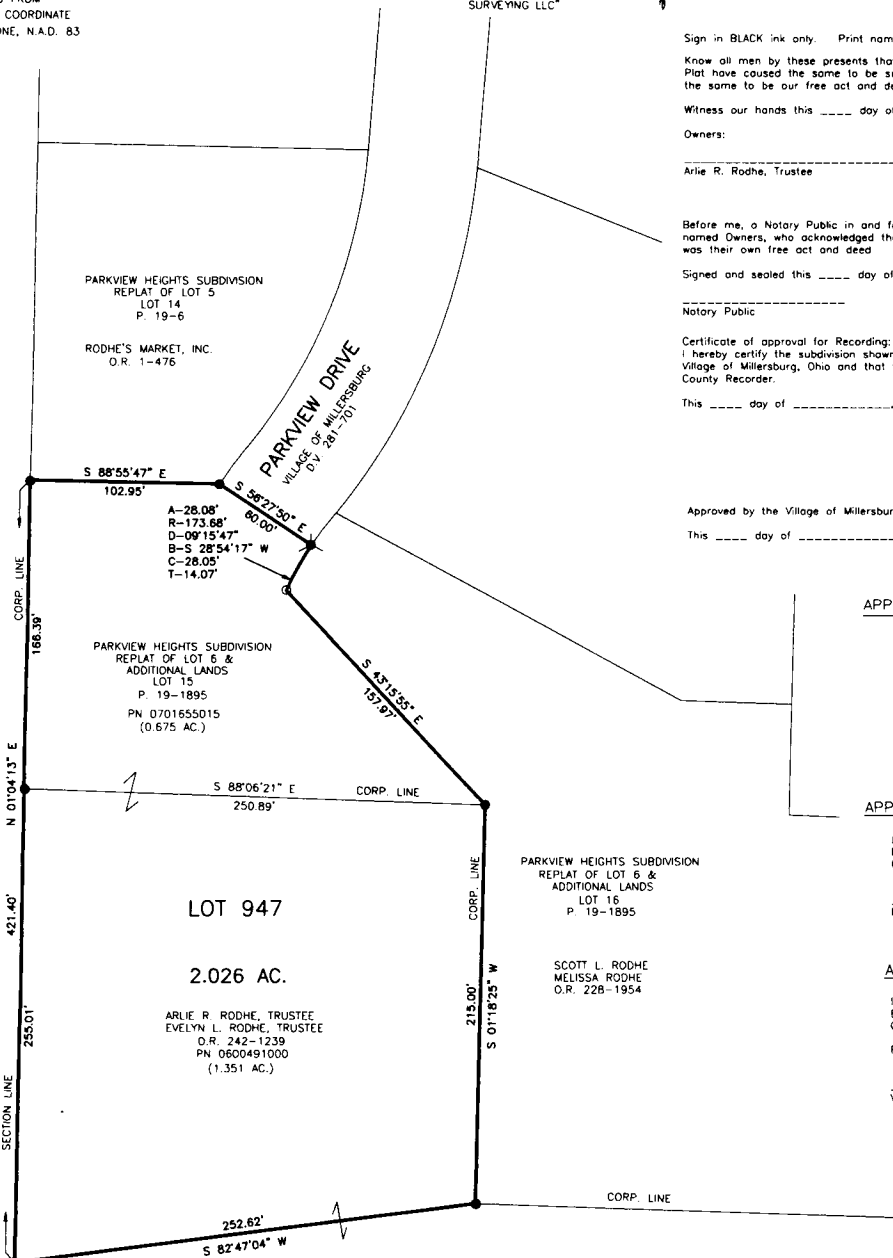 COORDINATE
ONE, N.A.D. 83
SURVEYING LLC"
Sign in BLACK ink only. Print nam
Know all men by these presents tha
Plat have caused the same to be s
the same to be our free act and de
Witness our hands this ____ day o
Owners:
Arlie R. Rodhe, Trustee
Before me, a Notary Public in and f
named Owners, who acknowledged th
was their own free act and deed
Signed and sealed this ____ day of
Notary Public
Certificate of approval for Recording:
I hereby certify the subdivision shown
Village of Millersburg, Ohio and that
County Recorder.
This ____ day of ______________
Approved by the Village of Millersbur
This ____ day of ______________
APP
APP
PARKVIEW HEIGHTS SUBDIVISION
REPLAT OF LOT 5
LOT 14
P. 19-6
RODHE'S MARKET, INC.
O.R. 1-476
PARKVIEW DRIVE
VILLAGE OF MILLERSBURG
D.V. 281-701
S 88°55'47" E
102.95'
S 56°27'50" E
60.00'
A-28.08'
R-173.68'
D-09°15'47"
B-S 28°54'17" W
C-28.05'
T-14.07'
CORP. LINE
166.39'
PARKVIEW HEIGHTS SUBDIVISION
REPLAT OF LOT 6 &
ADDITIONAL LANDS
LOT 15
P. 19-1895
PN 0701655015
(0.675 AC.)
S 43°15'55" E
157.97'
N 01°04'13" E
421.40'
S 88°06'21" E
CORP. LINE
250.89'
LOT 947
2.026 AC.
ARLIE R. RODHE, TRUSTEE
EVELYN L. RODHE, TRUSTEE
O.R. 242-1239
PN 0600491000
(1.351 AC.)
255.01'
SECTION LINE
CORP. LINE
215.00'
S 01°18'25" W
PARKVIEW HEIGHTS SUBDIVISION
REPLAT OF LOT 6 &
ADDITIONAL LANDS
LOT 16
P. 19-1895
SCOTT L. RODHE
MELISSA RODHE
O.R. 228-1954
CORP. LINE
252.62'
S 82°47'04" W